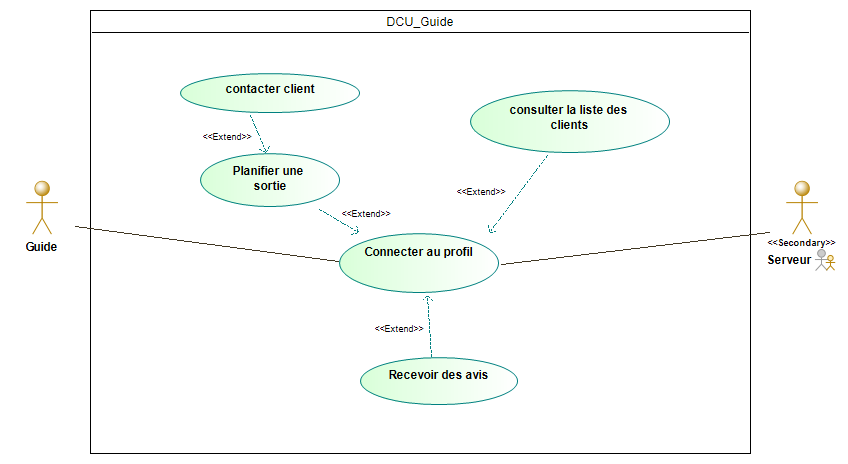 DCU_Guide
contacter client
consulter la liste des
clients
<<Extend>>
Planifier une
sortie
<<Extend>>
<<Extend>>
Guide
Connecter au profil
<<Secondary>>
Serveur
<<Extend>>
Recevoir des avis